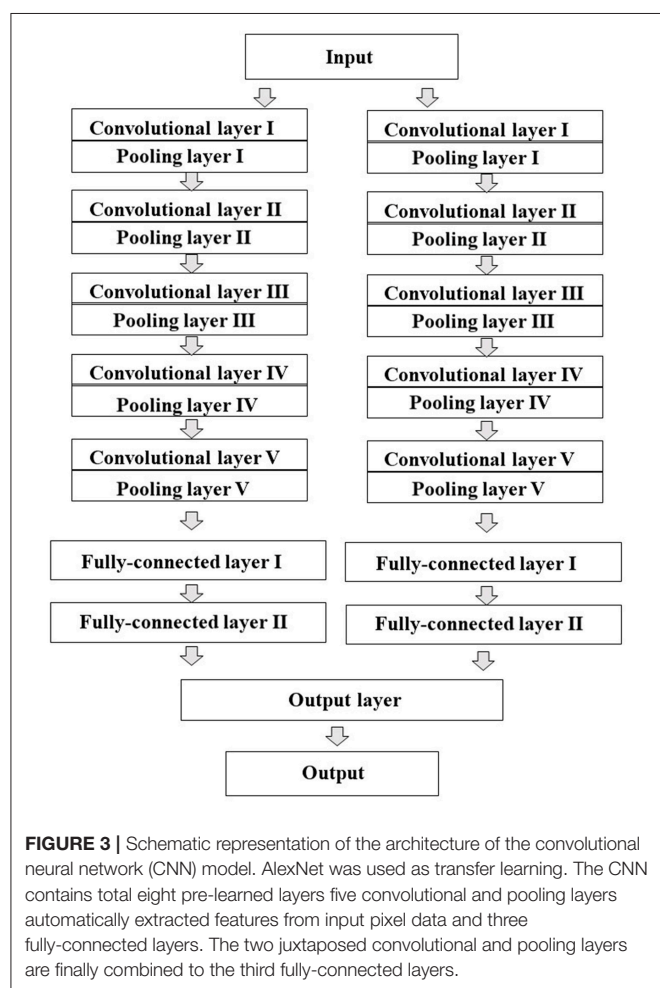 Input
Convolutional layer I
Pooling layer I
Convolutional layer II
Pooling layer II
Convolutional layer III
Pooling layer III
Convolutional layer IV
Pooling layer IV
Convolutional layer V
Pooling layer V
Fully-connected layer I
Fully-connected layer II
Convolutional layer I
Pooling layer I
Convolutional layer II
Pooling layer II
Convolutional layer III
Pooling layer III
Convolutional layer IV
Pooling layer IV
Convolutional layer V
Pooling layer V
Fully-connected layer I
Fully-connected layer II
Output layer
Output
FIGURE 3 | Schematic representation of the architecture of the convolutional
neural network (CNN) model. AlexNet was used as transfer learning. The CNN
contains total eight pre-learned layers five convolutional and pooling layers
automatically extracted features from input pixel data and three
fully-connected layers. The two juxtaposed convolutional and pooling layers
are finally combined to the third fully-connected layers.